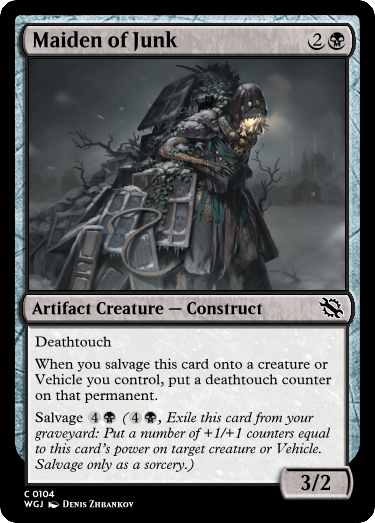 Maiden of Junk 2
Artifact Creature — Construct
Deathtouch
When you salvage this card onto a creature or
Vehicle you control, put a deathtouch counter
on that permanent.
Salvage 4 ( 4 , Exile this card from your
graveyard: Put a number of +1/+1 counters equal
to this card's power on target creature or Vehicle.
Salvage only as a sorcery.)
3/2
C 0104
WGJ Denis Zhbankov